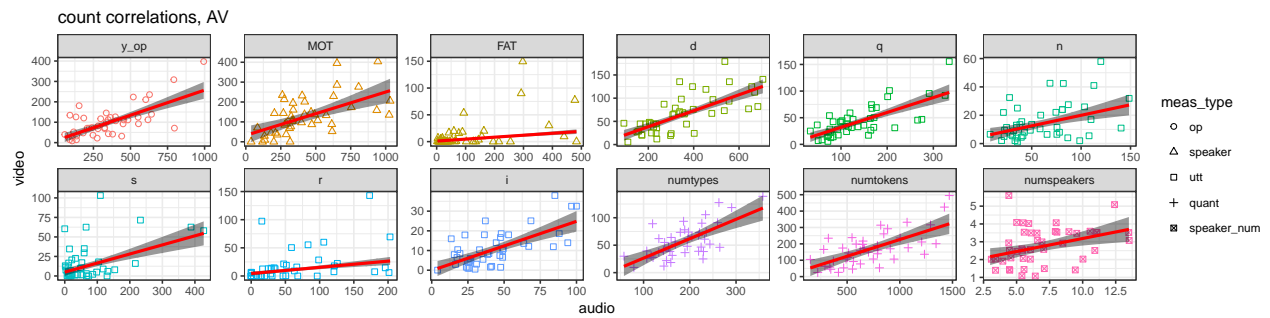 count correlations, AV
y_op MOT FAT d q n
400 300 200 100 0
400 300 200 100 0
150 100 50 0
150 100 50 0
150 100 50 0
60 40 20 0
250 500 750 1000
0 250 500 750 1000
0 100 200 300 400 500
200 400 600
100 200 300
0 50 100 150
video
s r i numtypes numtokens numspeakers
100 75 50 25 0
150 100 50 0
30 20 10 0
100 50 0
500 400 300 200 100 0
5 4 3 2 1
0 100 200 300 400
0 50 100 150 200
0 25 50 75 100
100 200 300
500 1000 1500
2.5 5.0 7.5 10.0 12.5
audio
meas_type
op
speaker
utt
quant
speaker_num